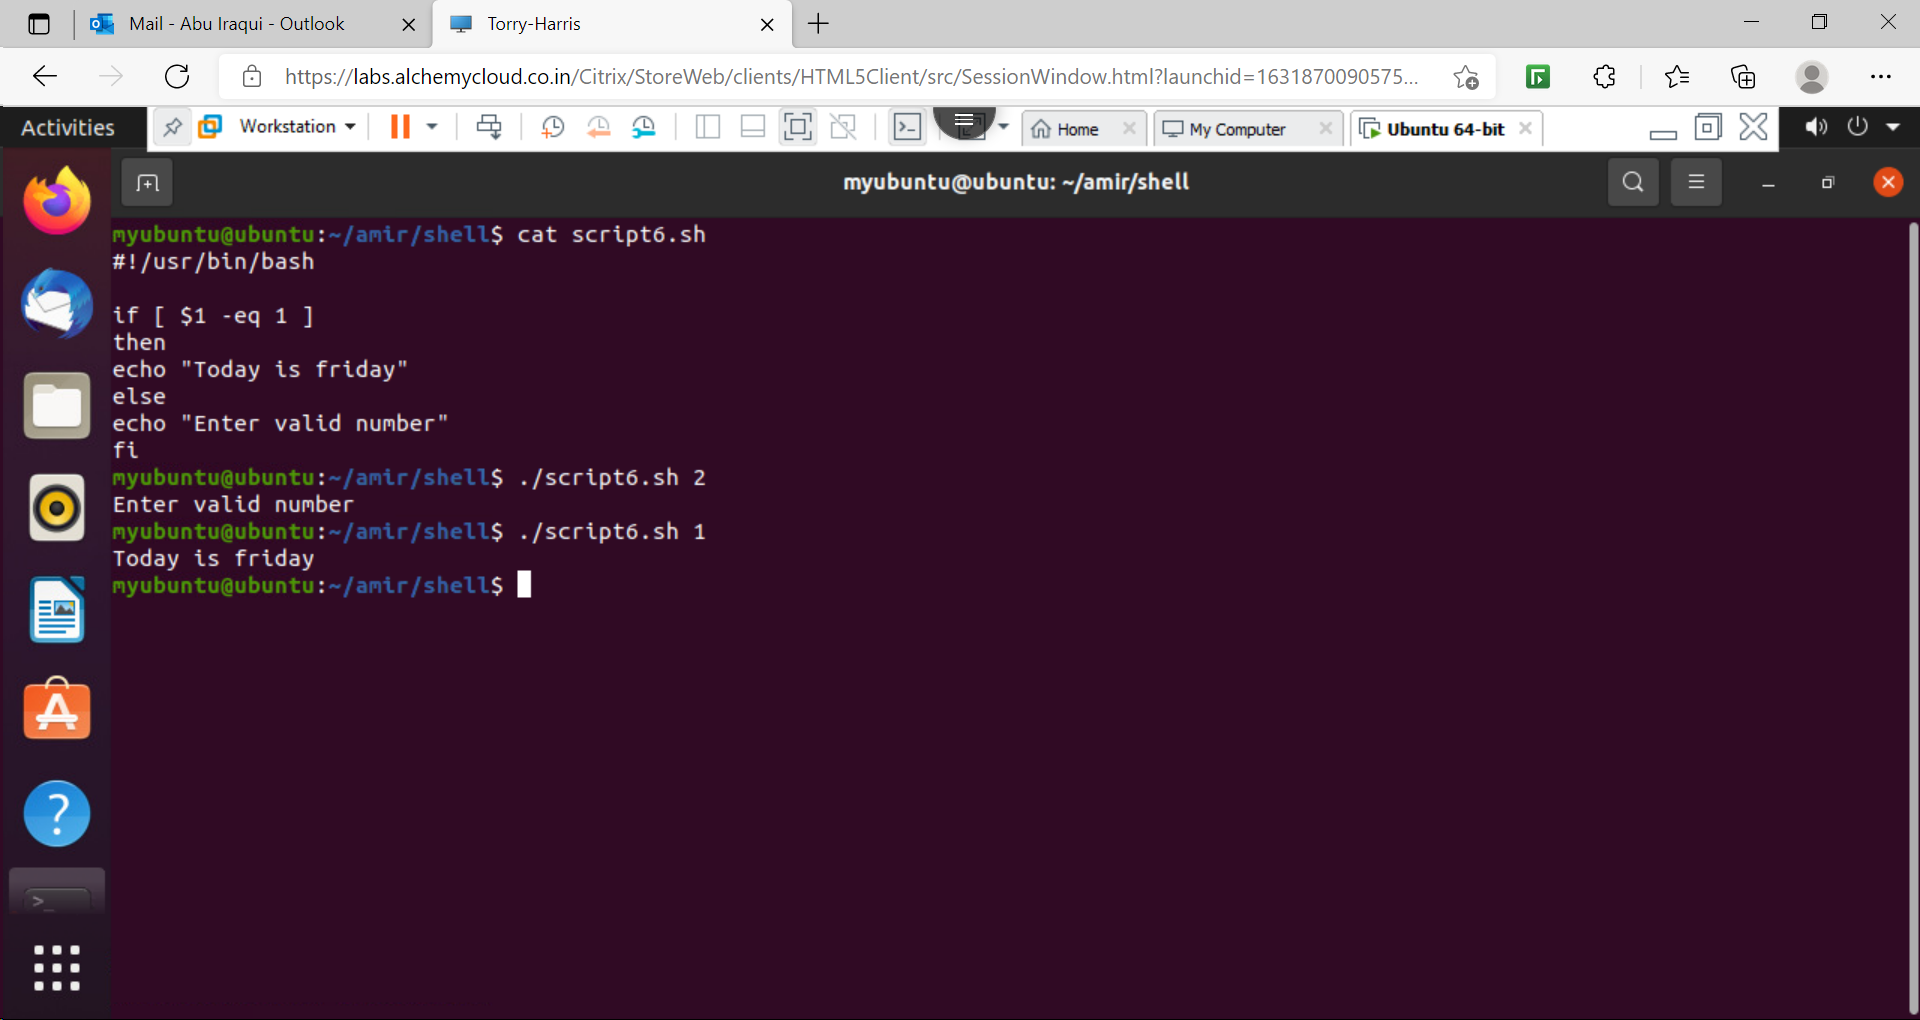 Mail - Abu Iraqui - Outlook
Torry-Harris
https://labs.alchemycloud.co.in/Citrix/StoreWeb/clients/HTML5Client/src/SessionWindow.html?launchid=1631870090575...
Activities
Workstation
Home
My Computer
Ubuntu 64-bit
myubuntu@ubuntu: ~/amir/shell
myubuntu@ubuntu:~/amir/shell$ cat script6.sh
#!/usr/bin/bash
if [ $1 -eq 1 ]
then
echo "Today is friday"
else
echo "Enter valid number"
fi
myubuntu@ubuntu:~/amir/shell$ ./script6.sh 2
Enter valid number
myubuntu@ubuntu:~/amir/shell$ ./script6.sh 1
Today is friday
myubuntu@ubuntu:~/amir/shell$